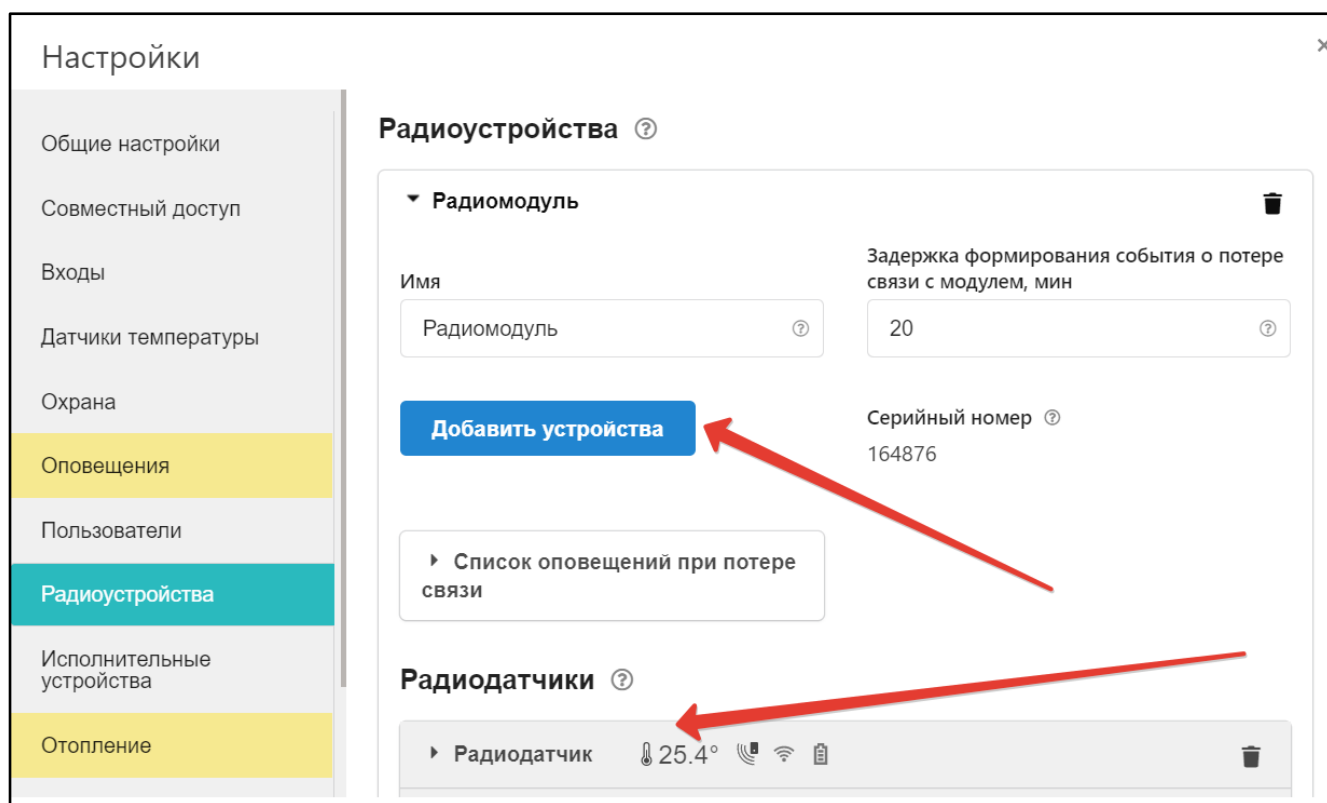 Настройки
Общие настройки
Совместный доступ
Входы
Датчики температуры
Охрана
Оповещения
Пользователи
Радиоустройства
Исполнительные
устройства
Отопление
Радиоустройства
Радиомодуль
Имя
Радиомодуль
Задержка формирования события о потере
связи с модулем, мин
20
Добавить устройства
Серийный номер
164876
Список оповещений при потере
связи
Радиодатчики
Радиодатчик 25.4°